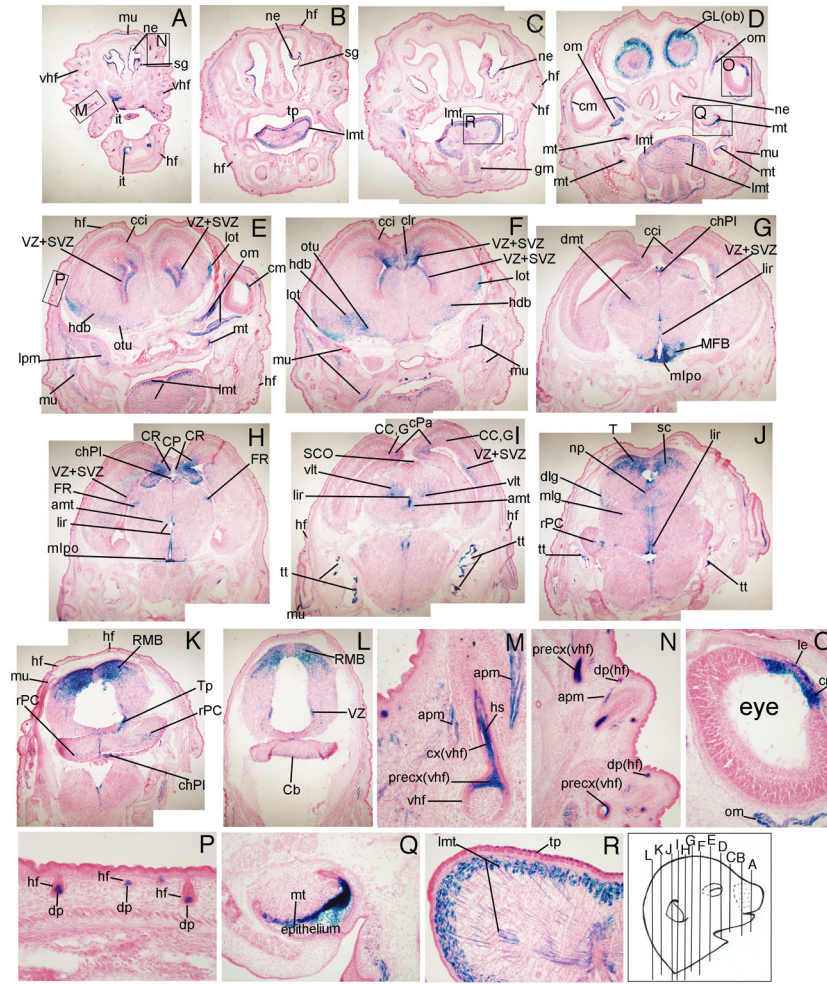 A
mu
ne
N
sg
vhf
vhf
M
it
hf
it
B
ne
hf
sg
tp
lmt
hf
C
ne
hf
lmt
R
hf
gm
D
GL(ob)
om
om
O
cm
ne
Q
mt
mt
lmt
mu
mt
mt
lmt
E
hf
cci
VZ+SVZ
VZ+SVZ
lot
om
P
cm
hdb
otu
mt
lpm
mu
lmt
hf
F
cci
clr
otu
VZ+SVZ
hdb
VZ+SVZ
lot
lot
hdb
mu
mu
G
chPl
cci
VZ+SVZ
dmt
lir
MFB
mlpo
H
CR
CP
CR
chPl
VZ+SVZ
FR
FR
amt
lir
mlpo
I
CC,G
cPa
CC,G
SCO
VZ+SVZ
vlt
vlt
lir
amt
hf
hf
tt
tt
mu
J
T
sc
np
lir
dlg
mlg
rPC
tt
tt
K
hf
hf
RMB
mu
Tp
rPC
rPC
chPl
L
RMB
VZ
Cb
M
apm
apm
hs
cx(vhf)
precx(vhf)
vhf
N
precx(vhf)
dp(hf)
apm
dp(hf)
precx(vhf)
le
eye
om
P
hf
hf
hf
dp
dp
dp
Q
mt
epithelium
R
lmt
tp
L K J I H G F E D C B A